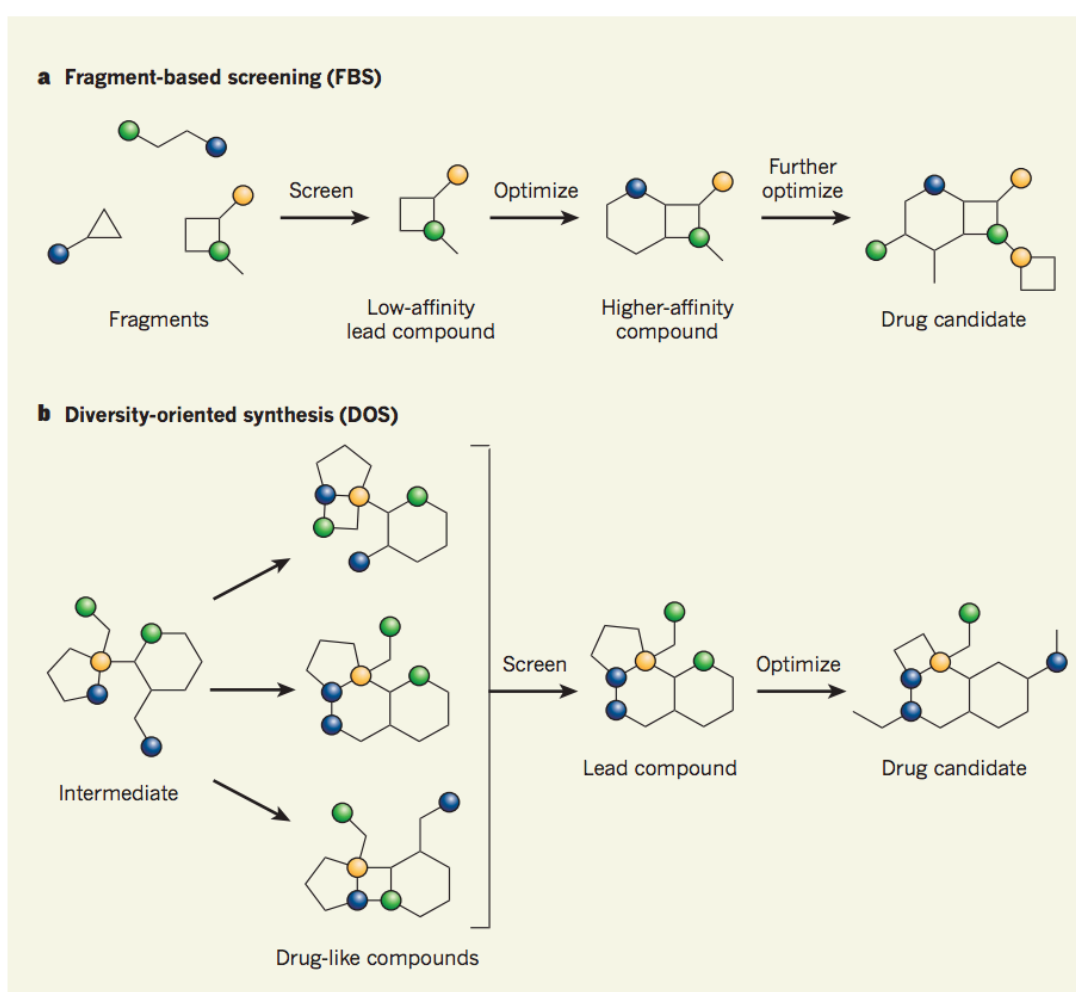 a Fragment-based screening (FBS)
Screen
Optimize
Further
optimize
Fragments
Low-affinity
lead compound
Higher-affinity
compound
Drug candidate
b Diversity-oriented synthesis (DOS)
Screen
Optimize
Intermediate
Lead compound
Drug candidate
Drug-like compounds